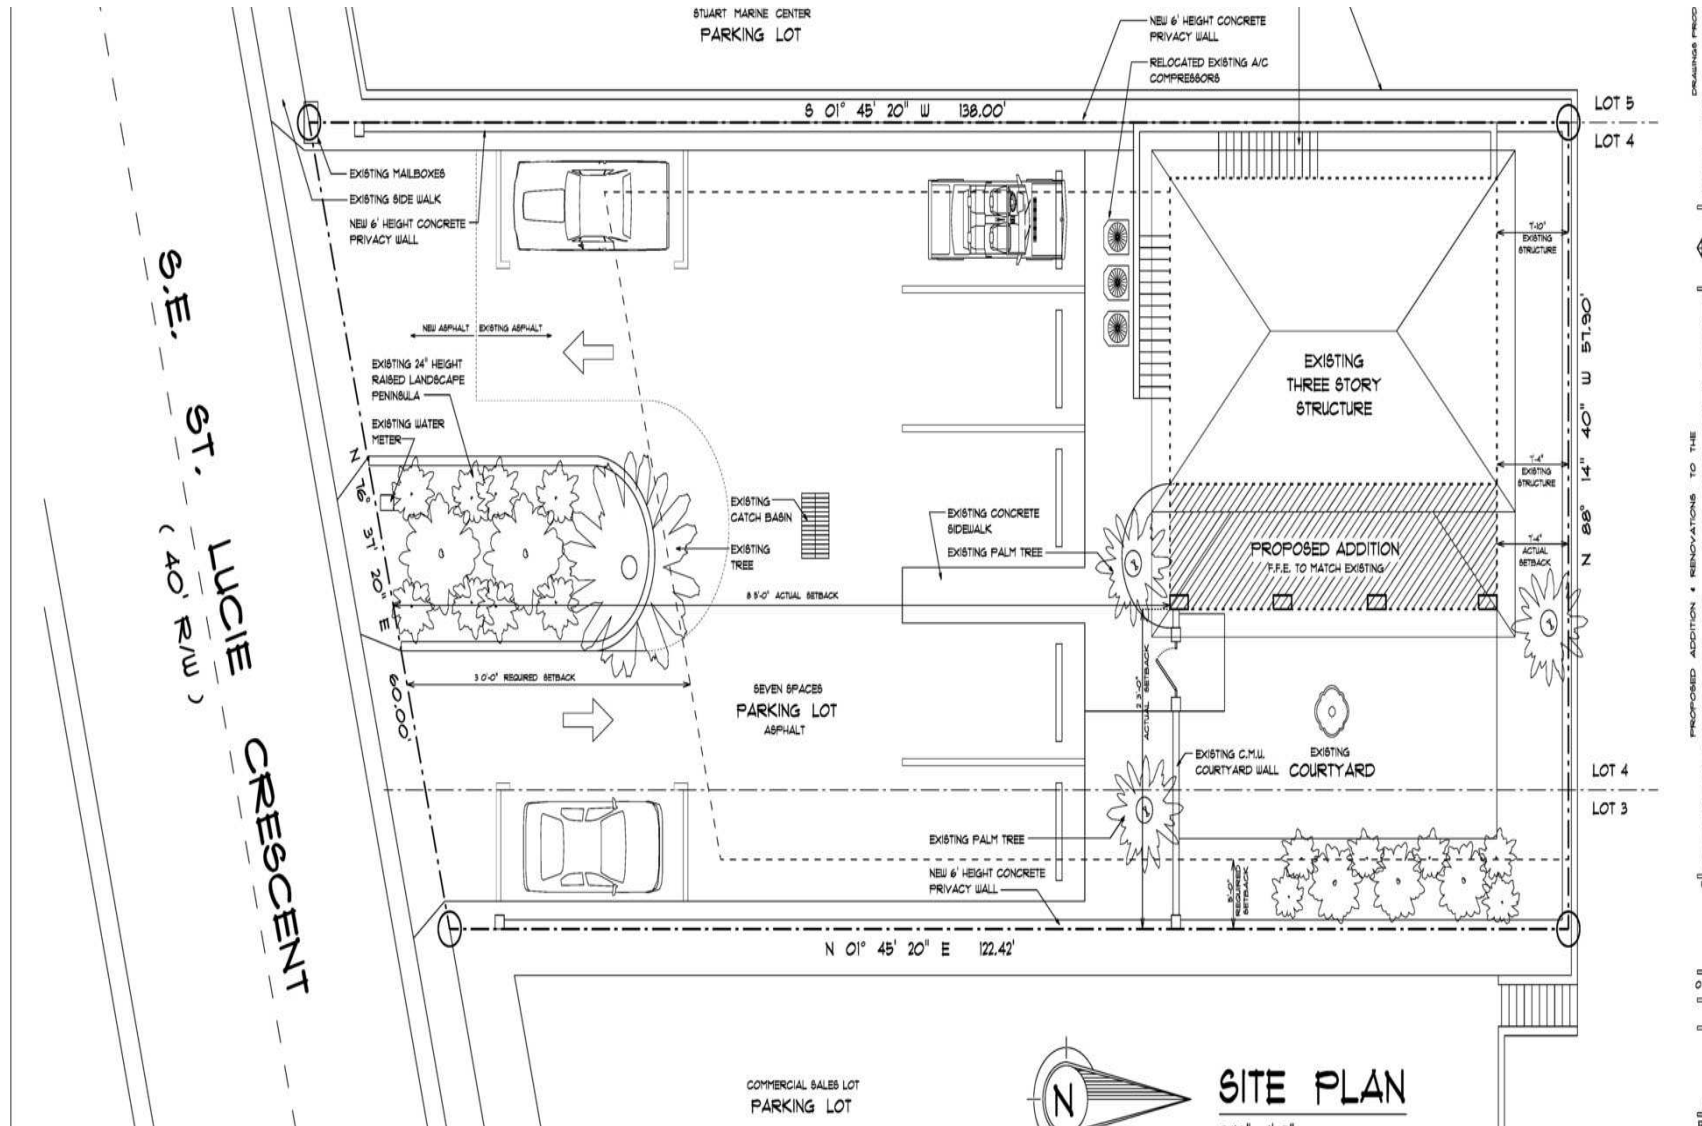 STUART MARINE CENTER
PARKING LOT
NEW 6' HEIGHT CONCRETE
PRIVACY WALL
RELOCATED EXISTING A/C
COMPRESSORS
S 01° 45' 20" W 138.00'
LOT 5
LOT 4
EXISTING MAILBOXES
EXISTING SIDE WALK
NEW 6' HEIGHT CONCRETE
PRIVACY WALL
7'-10"
EXISTING
STRUCTURE
S.E. ST. LUCIE CRESCENT
( 40' R/W )
NEW ASPHALT
EXISTING ASPHALT
EXISTING 24" HEIGHT
RAISED LANDSCAPE
PENINSULA
EXISTING WATER
METER
EXISTING
THREE STORY
STRUCTURE
N 88° 14' 40" W 57.90'
7'-4"
EXISTING
STRUCTURE
N 76° 37' 20" E 60.00'
EXISTING
CATCH BASIN
EXISTING
TREE
EXISTING CONCRETE
SIDEWALK
EXISTING PALM TREE
PROPOSED ADDITION
F.F.E. TO MATCH EXISTING
7'-4"
ACTUAL
SETBACK
8 5'-0" ACTUAL SETBACK
3 0'-0" REQUIRED SETBACK
SEVEN SPACES
PARKING LOT
ASPHALT
2 3'-0"
ACTUAL SETBACK
EXISTING C.M.U.
COURTYARD WALL
EXISTING
COURTYARD
LOT 4
LOT 3
EXISTING PALM TREE
NEW 6' HEIGHT CONCRETE
PRIVACY WALL
5'-0"
REQUIRED
SETBACK
N 01° 45' 20" E 122.42'
COMMERCIAL SALES LOT
PARKING LOT
N
SITE PLAN
DRAWINGS PROD
PROPOSED ADDITION & RENOVATIONS TO THE